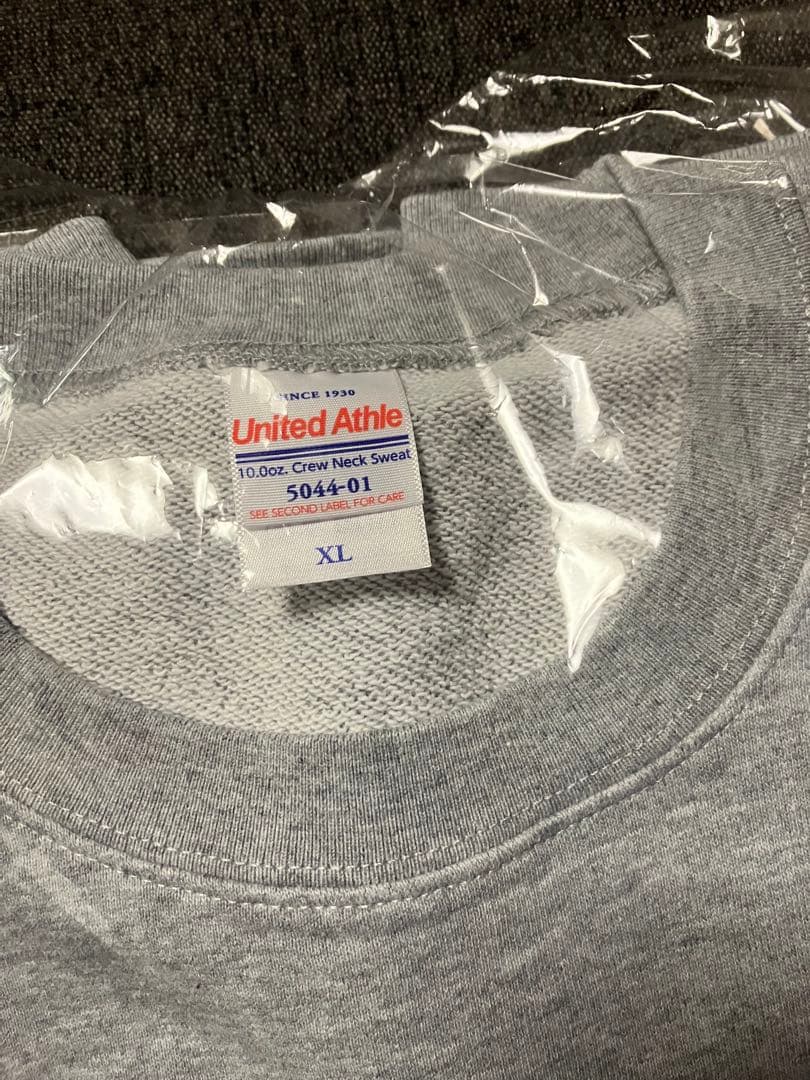 SINCE 1930
United Athle
10.0oz. Crew Neck Sweat
5044-01
SEE SECOND LABEL FOR CARE
XL